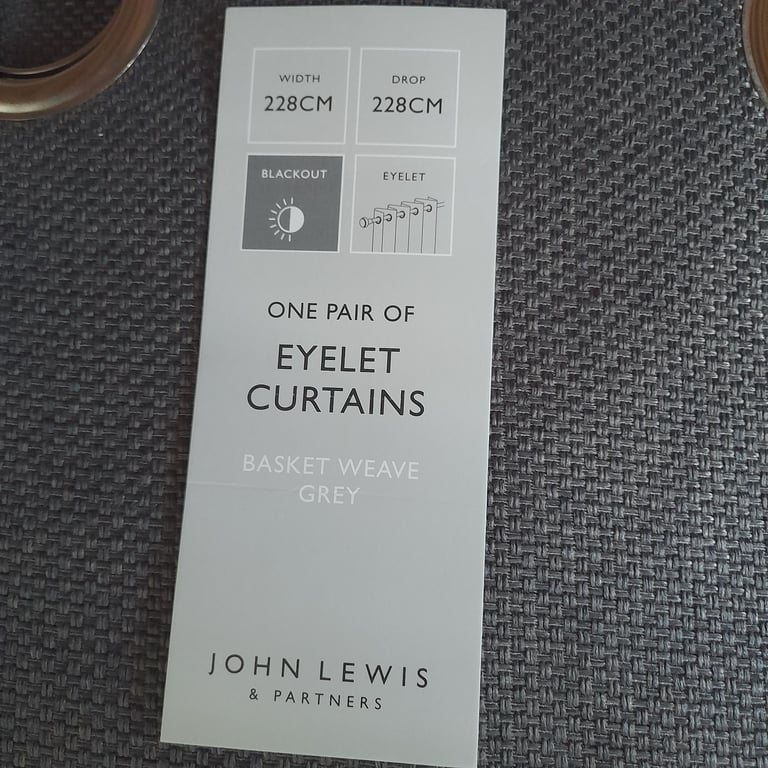 WIDTH
228CM
DROP
228CM
BLACKOUT
EYELET
ONE PAIR OF
EYELET
CURTAINS
BASKET WEAVE
GREY
JOHN LEWIS
& PARTNERS